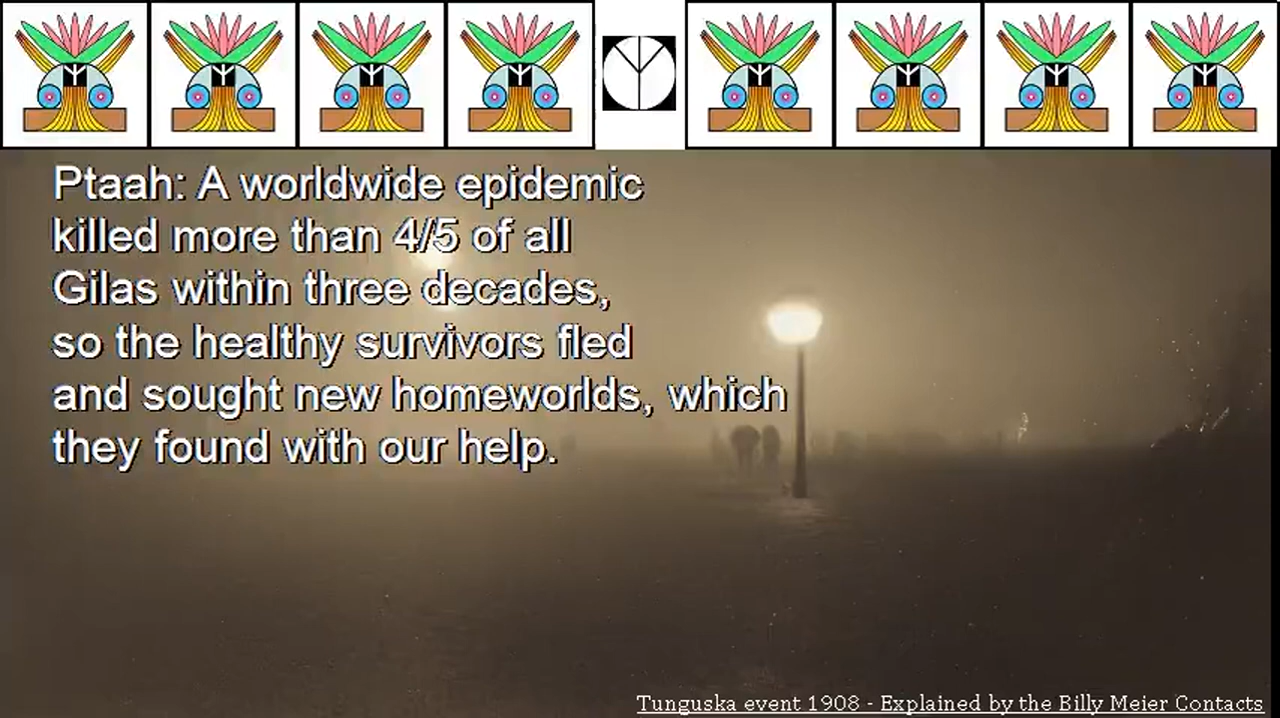 Ptaah: A worldwide epidemic
killed more than 4/5 of all
Gilas within three decades,
so the healthy survivors fled
and sought new homeworlds, which
they found with our help.
Tunguska event 1908 - Explained by the Billy Meier Contacts